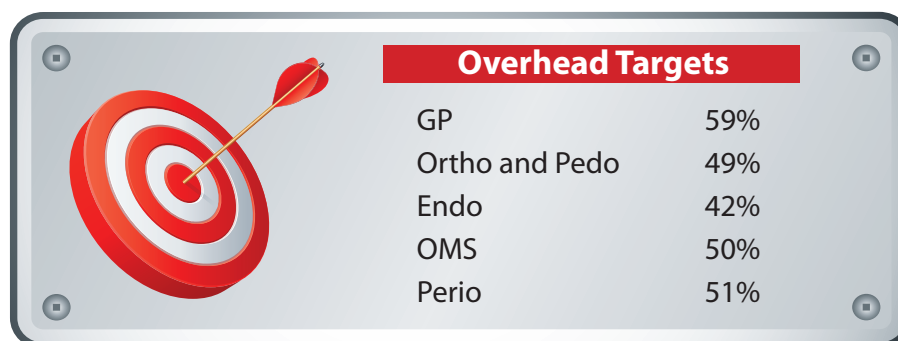 Overhead Targets
GP 59%
Ortho and Pedo 49%
Endo 42%
OMS 50%
Perio 51%